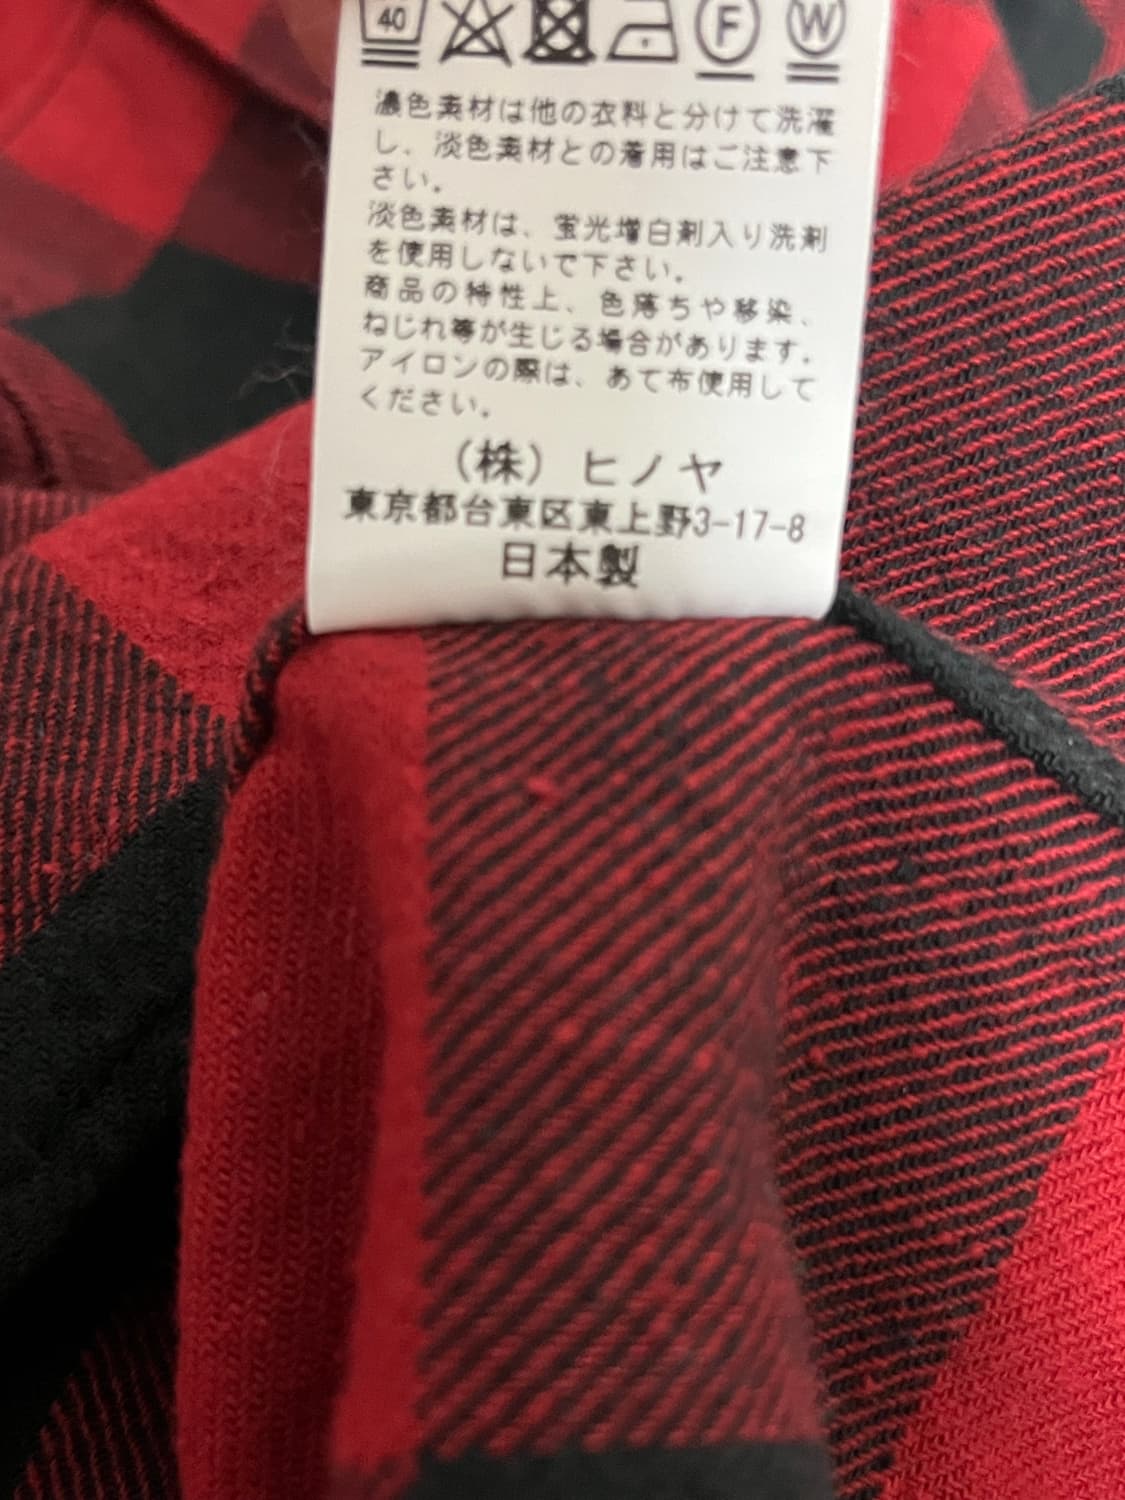 40 F W
濃色素材は他の衣料と分けて洗濯
し、淡色素材との着用はご注意下
さい。
淡色素材は、蛍光増白剤入り洗剤
を使用しないで下さい。
商品の特性上、色落ちや移染、
ねじれ等が生じる場合があります。
アイロンの際は、あて布使用して
ください。
(株) ヒノヤ
東京都台東区東上野3-17-8
日本製